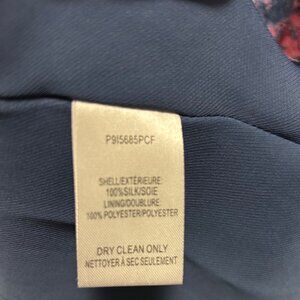 P9I5685PCF
SHELL/EXTÉRIEURE:
100%SILK/SOIE
LINING/DOUBLURE:
100% POLYESTER/POLYESTER
DRY CLEAN ONLY
NETTOYER À SEC SEULEMENT